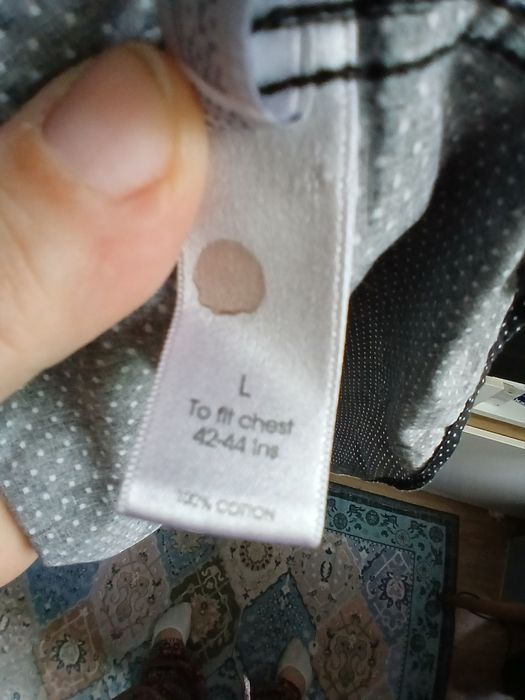 L
To fit chest
42-44 Ins
100% COTTON